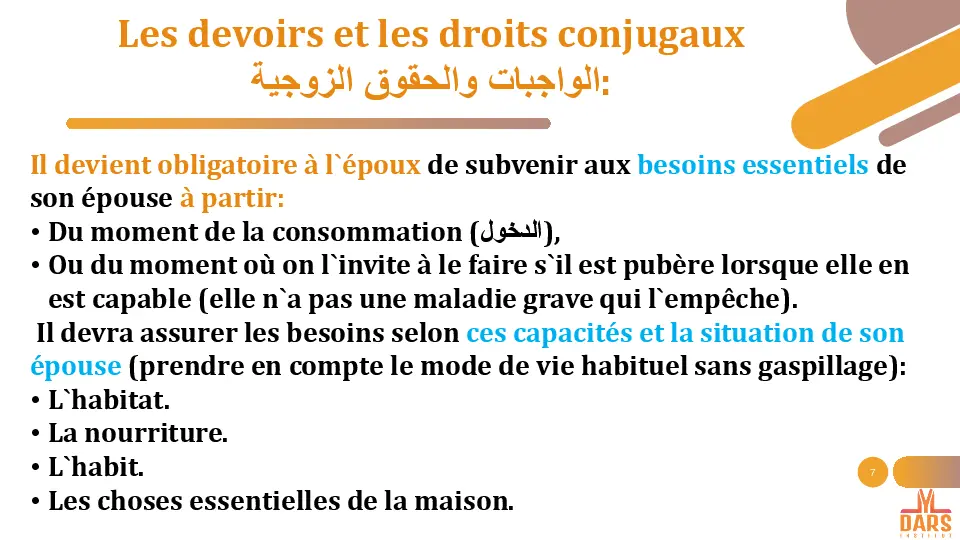 Les devoirs et les droits conjugaux
الواجبات والحقوق الزوجية:
Il devient obligatoire à l`époux de subvenir aux besoins essentiels de
son épouse à partir:
• Du moment de la consommation (الدخول),
• Ou du moment où on l`invite à le faire s`il est pubère lorsque elle en
est capable (elle n`a pas une maladie grave qui l`empêche).
Il devra assurer les besoins selon ces capacités et la situation de son
épouse (prendre en compte le mode de vie habituel sans gaspillage):
• L`habitat.
• La nourriture.
• L`habit.
• Les choses essentielles de la maison.
7
DARS
INSTITUT